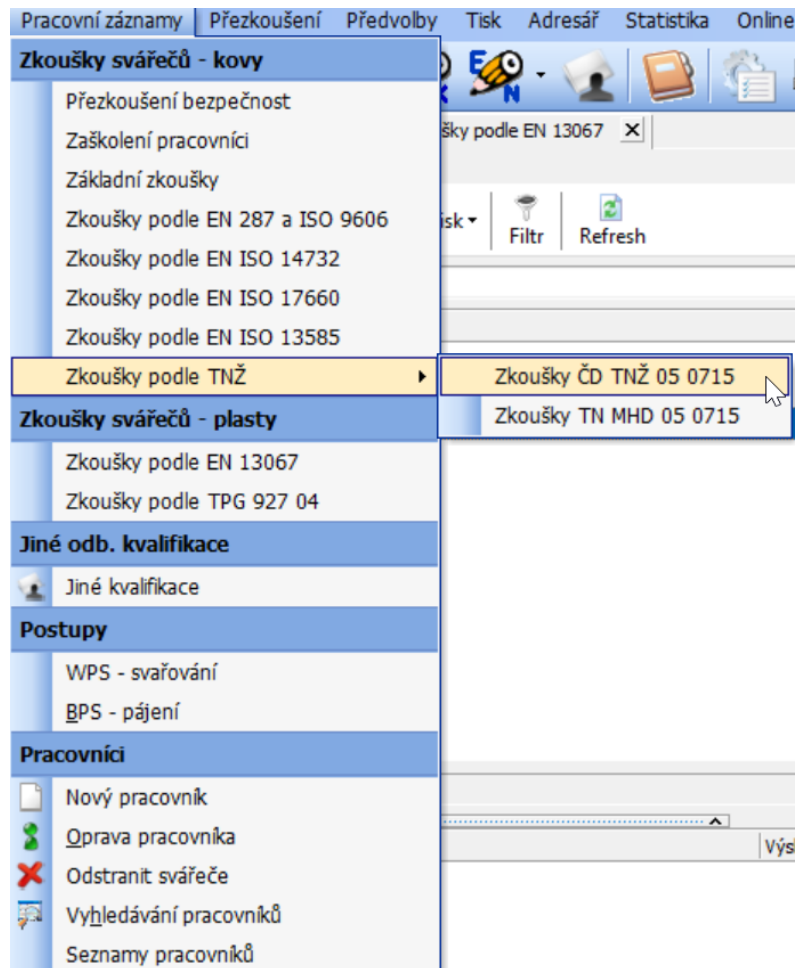 Pracovní záznamy Přezkoušení Předvolby Tisk Adresář Statistika Online
Zkoušky svářečů - kovy
Přezkoušení bezpečnost
Zaškolení pracovníci
šky podle EN 13067
Základní zkoušky
Zkoušky podle EN 287 a ISO 9606
isk
Filtr
Refresh
Zkoušky podle EN ISO 14732
Zkoušky podle EN ISO 17660
Zkoušky podle EN ISO 13585
Zkoušky podle TNŽ
Zkoušky ČD TNŽ 05 0715
Zkoušky TN MHD 05 0715
Zkoušky svářečů - plasty
Zkoušky podle EN 13067
Zkoušky podle TPG 927 04
Jiné odb. kvalifikace
Jiné kvalifikace
Postupy
WPS - svařování
BPS - pájení
Pracovníci
Nový pracovník
Oprava pracovníka
Výs
Odstranit svářeče
Vyhledávání pracovníků
Seznamy pracovníků